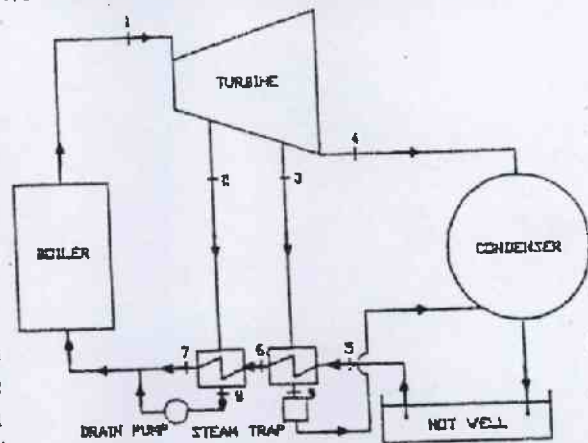 1
TURBINE
4
2
3
BOILER
CONDENSER
7
6
5
8
9
DRAIN PUMP STEAM TRAP
HOT WELL